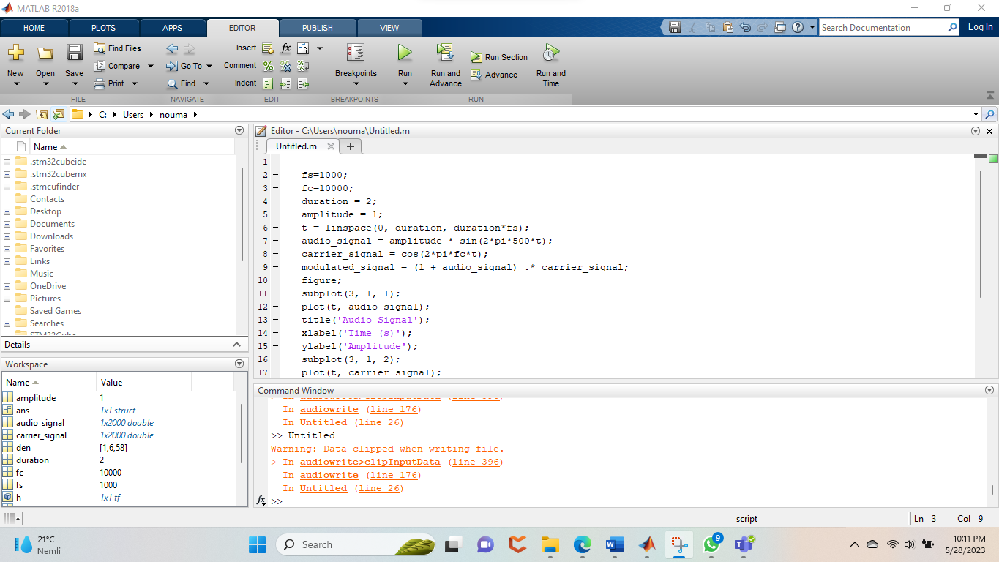 MATLAB R2018a
HOME PLOTS APPS EDITOR PUBLISH VIEW Search Documentation Log In
New Open Save Find Files Compare Print
Go To Find
Insert fx
Comment
Indent
Breakpoints
Run Run and Advance Run Section Advance Run and Time
FILE NAVIGATE EDIT BREAKPOINTS RUN
C: Users nouma
Current Folder
Name
.stm32cubeide
.stm32cubemx
.stmcufinder
Contacts
Desktop
Documents
Downloads
Favorites
Links
Music
OneDrive
Pictures
Saved Games
Searches
STM32Cube
Details
Workspace
Name Value
amplitude 1
ans 1x1 struct
audio_signal 1x2000 double
carrier_signal 1x2000 double
den [1,6,58]
duration 2
fc 10000
fs 1000
h 1x1 tf
Editor - C:\Users\nouma\Untitled.m
Untitled.m
1
2 fs=1000;
3 fc=10000;
4 duration = 2;
5 amplitude = 1;
6 t = linspace(0, duration, duration*fs);
7 audio_signal = amplitude * sin(2*pi*500*t);
8 carrier_signal = cos(2*pi*fc*t);
9 modulated_signal = (1 + audio_signal) .* carrier_signal;
10 figure;
11 subplot(3, 1, 1);
12 plot(t, audio_signal);
13 title('Audio Signal');
14 xlabel('Time (s)');
15 ylabel('Amplitude');
16 subplot(3, 1, 2);
17 plot(t, carrier_signal);
Command Window
> In audiowrite>clipInputData (line 396)
In audiowrite (line 176)
In Untitled (line 26)
>> Untitled
Warning: Data clipped when writing file.
> In audiowrite>clipInputData (line 396)
In audiowrite (line 176)
In Untitled (line 26)
fx >>
script Ln 3 Col 9
21°C
Nemli
Search
9
10:11 PM
5/28/2023